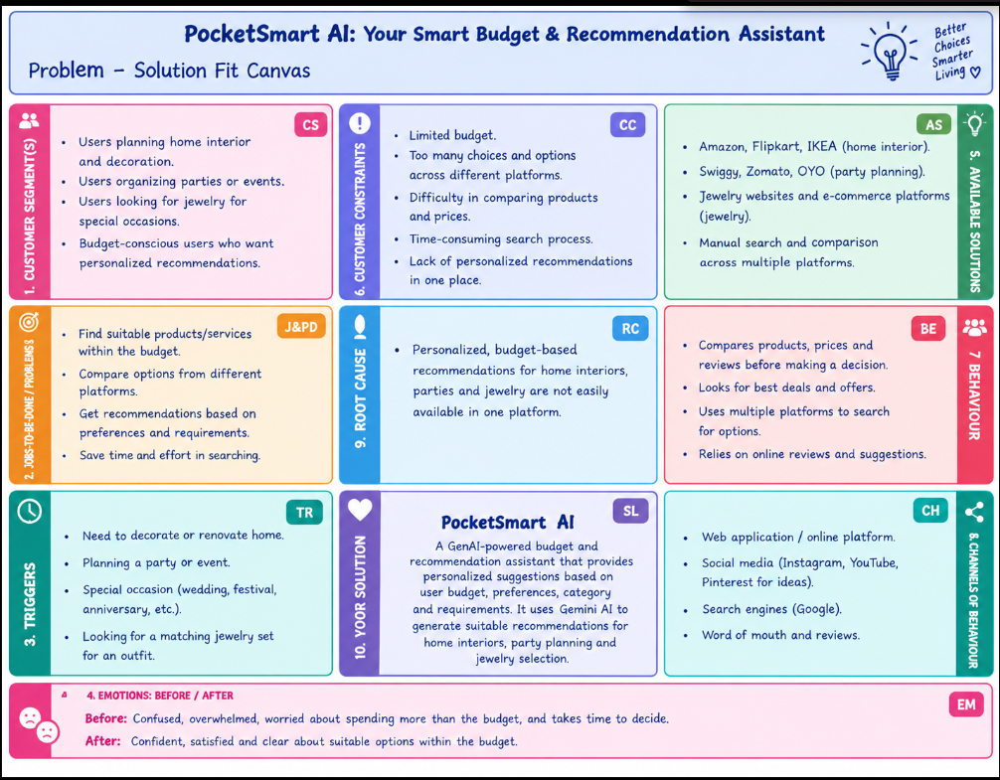 PocketSmart AI: Your Smart Budget & Recommendation Assistant
Problem – Solution Fit Canvas
Better
Choices
Smarter
Living ♡
1. CUSTOMER SEGMENT(S)
CS
• Users planning home interior
and decoration.
• Users organizing parties or events.
• Users looking for jewelry for
special occasions.
• Budget-conscious users who want
personalized recommendations.
6. CUSTOMER CONSTRAINTS
CC
• Limited budget.
• Too many choices and options
across different platforms.
• Difficulty in comparing products
and prices.
• Time-consuming search process.
• Lack of personalized recommendations
in one place.
AS
• Amazon, Flipkart, IKEA (home interior).
• Swiggy, Zomato, OYO (party planning).
• Jewelry websites and e-commerce platforms
(jewelry).
• Manual search and comparison
across multiple platforms.
5. AVAILABLE SOLUTIONS
2. JOBS-TO-BE-DONE / PROBLEMS
J&PD
• Find suitable products/services
within the budget.
• Compare options from different
platforms.
• Get recommendations based on
preferences and requirements.
• Save time and effort in searching.
9. ROOT CAUSE
RC
• Personalized, budget-based
recommendations for home interiors,
parties and jewelry are not easily
available in one platform.
BE
• Compares products, prices and
reviews before making a decision.
• Looks for best deals and offers.
• Uses multiple platforms to search
for options.
• Relies on online reviews and suggestions.
7 BEHAVIOUR
3. TRIGGERS
TR
• Need to decorate or renovate home.
• Planning a party or event.
• Special occasion (wedding, festival,
anniversary, etc.).
• Looking for a matching jewelry set
for an outfit.
10. YOOR SOLUTION
SL
PocketSmart AI
A GenAI-powered budget and
recommendation assistant that provides
personalized suggestions based on
user budget, preferences, category
and requirements. It uses Gemini AI to
generate suitable recommendations for
home interiors, party planning and
jewelry selection.
CH
• Web application / online platform.
• Social media (Instagram, YouTube,
Pinterest for ideas).
• Search engines (Google).
• Word of mouth and reviews.
8. CHANNELS OF BEHAVIOUR
4. EMOTIONS: BEFORE / AFTER
EM
Before: Confused, overwhelmed, worried about spending more than the budget, and takes time to decide.
After: Confident, satisfied and clear about suitable options within the budget.